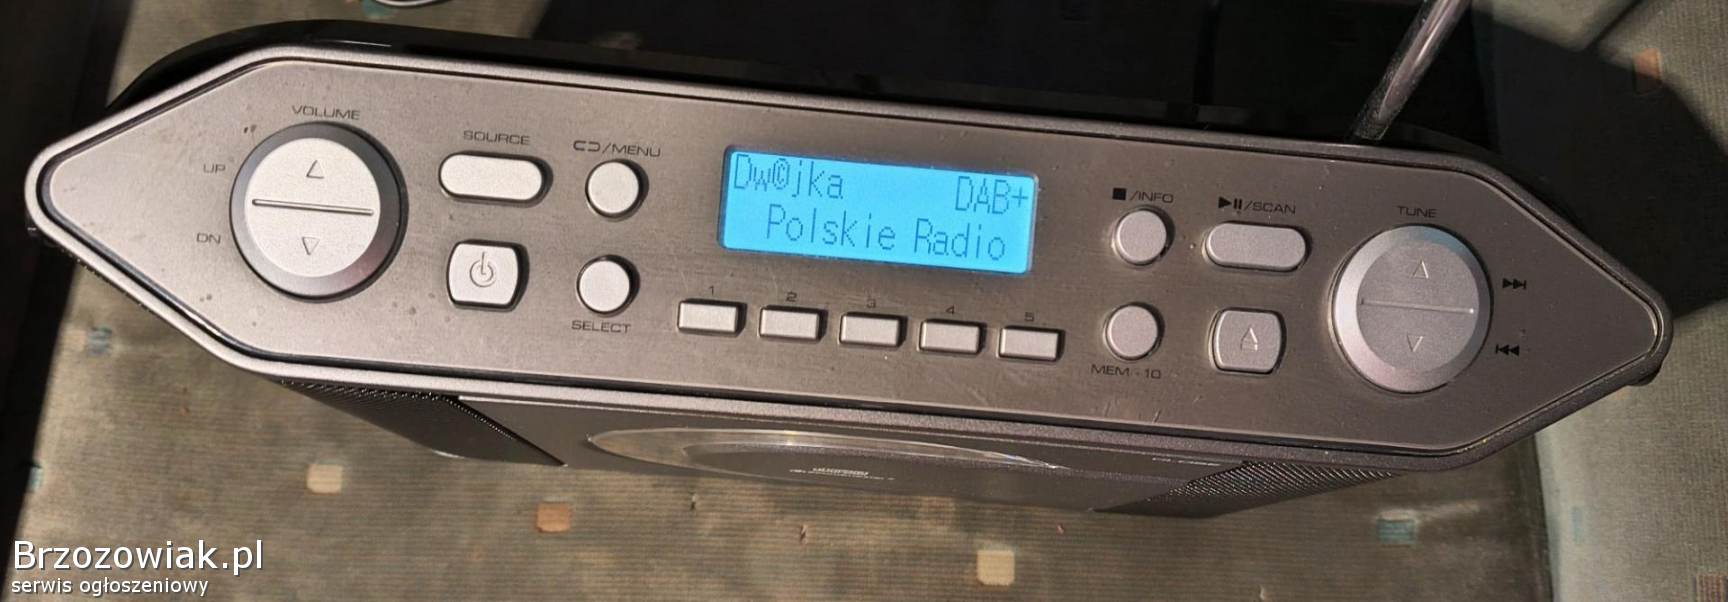 VOLUME
UP
DN
SOURCE
CD/MENU
SELECT
Dw©jka DAB+
Polskie Radio
1 2 3 4 5
■/INFO
▶II/SCAN
MEM -10
TUNE
Brzozowiak.pl
serwis ogłoszeniowy